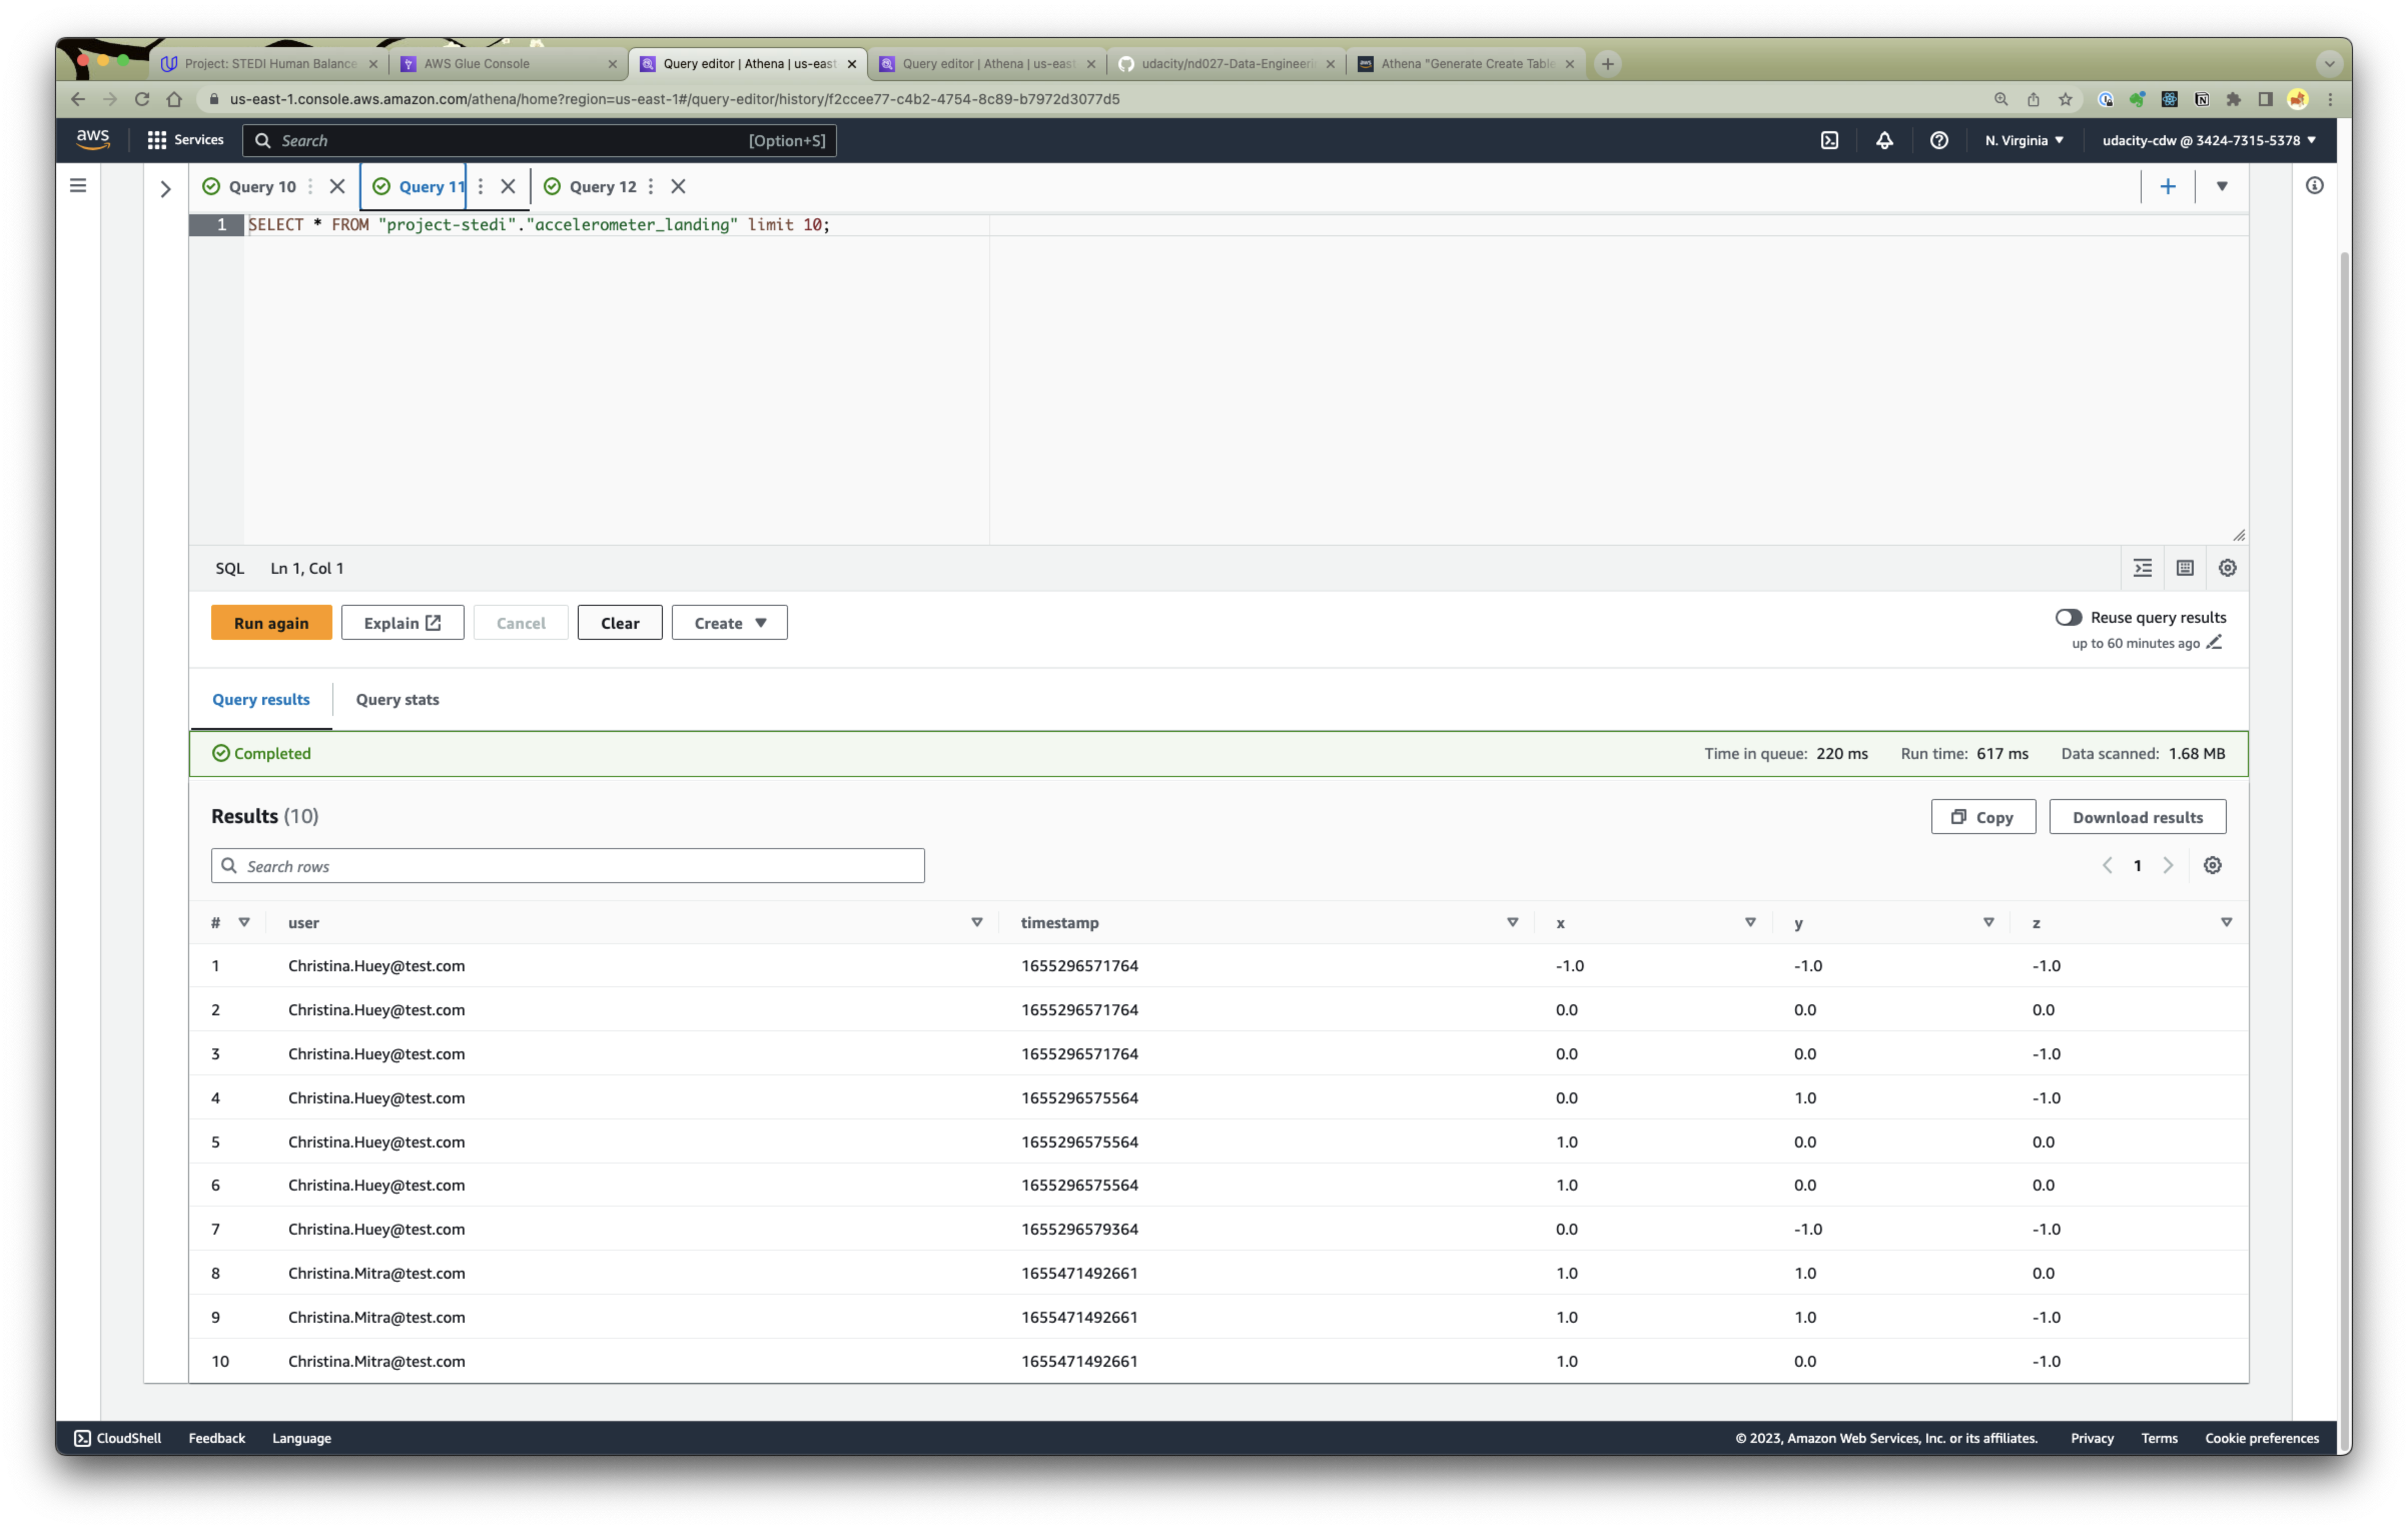 Project: STEDI Human Balance
AWS Glue Console
Query editor | Athena | us-east
Query editor | Athena | us-east
udacity/nd027-Data-Engineeri
Athena "Generate Create Table
us-east-1.console.aws.amazon.com/athena/home?region=us-east-1#/query-editor/history/f2ccee77-c4b2-4754-8c89-b7972d3077d5
aws Services Search [Option+S] N. Virginia udacity-cdw @ 3424-7315-5378
Query 10 Query 11 Query 12
1 SELECT * FROM "project-stedi"."accelerometer_landing" limit 10;
SQL Ln 1, Col 1
Run again Explain Cancel Clear Create
Reuse query results
up to 60 minutes ago
Query results Query stats
Completed Time in queue: 220 ms Run time: 617 ms Data scanned: 1.68 MB
Results (10) Copy Download results
Search rows 1
# user timestamp x y z
1 Christina.Huey@test.com 1655296571764 -1.0 -1.0 -1.0
2 Christina.Huey@test.com 1655296571764 0.0 0.0 0.0
3 Christina.Huey@test.com 1655296571764 0.0 0.0 -1.0
4 Christina.Huey@test.com 1655296575564 0.0 1.0 -1.0
5 Christina.Huey@test.com 1655296575564 1.0 0.0 0.0
6 Christina.Huey@test.com 1655296575564 1.0 0.0 0.0
7 Christina.Huey@test.com 1655296579364 0.0 -1.0 -1.0
8 Christina.Mitra@test.com 1655471492661 1.0 1.0 0.0
9 Christina.Mitra@test.com 1655471492661 1.0 1.0 -1.0
10 Christina.Mitra@test.com 1655471492661 1.0 0.0 -1.0
CloudShell Feedback Language © 2023, Amazon Web Services, Inc. or its affiliates. Privacy Terms Cookie preferences